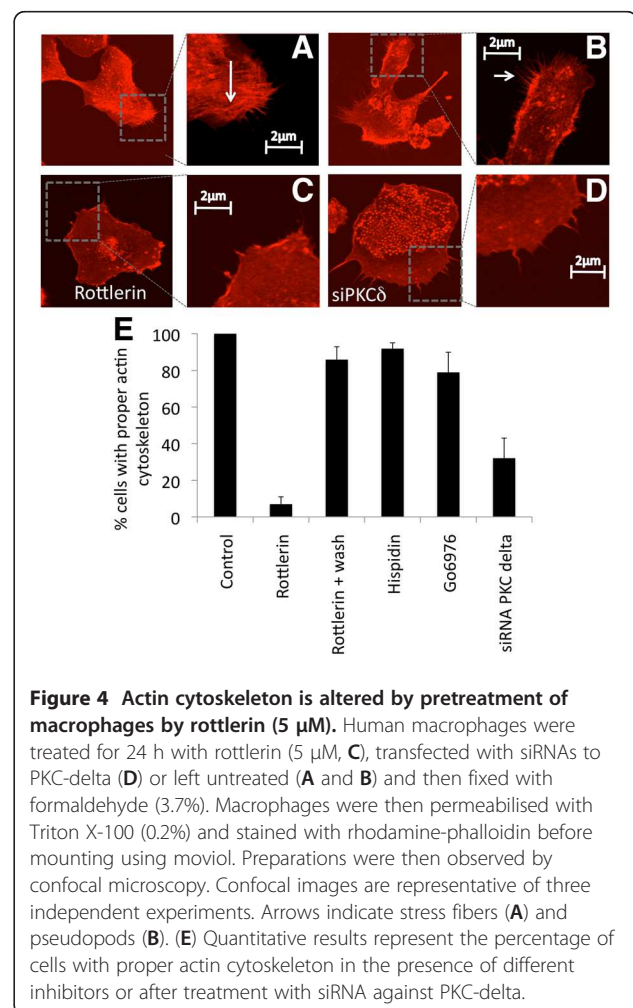 A
2μm
B
2μm
C
2μm
Rottlerin
D
2μm
siPKCδ
E
% cells with proper actin
cytoskeleton
100
80
60
40
20
0
Control
Rottlerin
Rottlerin + wash
Hispidin
Go6976
siRNA PKC delta
Figure 4 Actin cytoskeleton is altered by pretreatment of
macrophages by rottlerin (5 μM). Human macrophages were
treated for 24 h with rottlerin (5 μM, C), transfected with siRNAs to
PKC-delta (D) or left untreated (A and B) and then fixed with
formaldehyde (3.7%). Macrophages were then permeabilised with
Triton X-100 (0.2%) and stained with rhodamine-phalloidin before
mounting using moviol. Preparations were then observed by
confocal microscopy. Confocal images are representative of three
independent experiments. Arrows indicate stress fibers (A) and
pseudopods (B). (E) Quantitative results represent the percentage of
cells with proper actin cytoskeleton in the presence of different
inhibitors or after treatment with siRNA against PKC-delta.